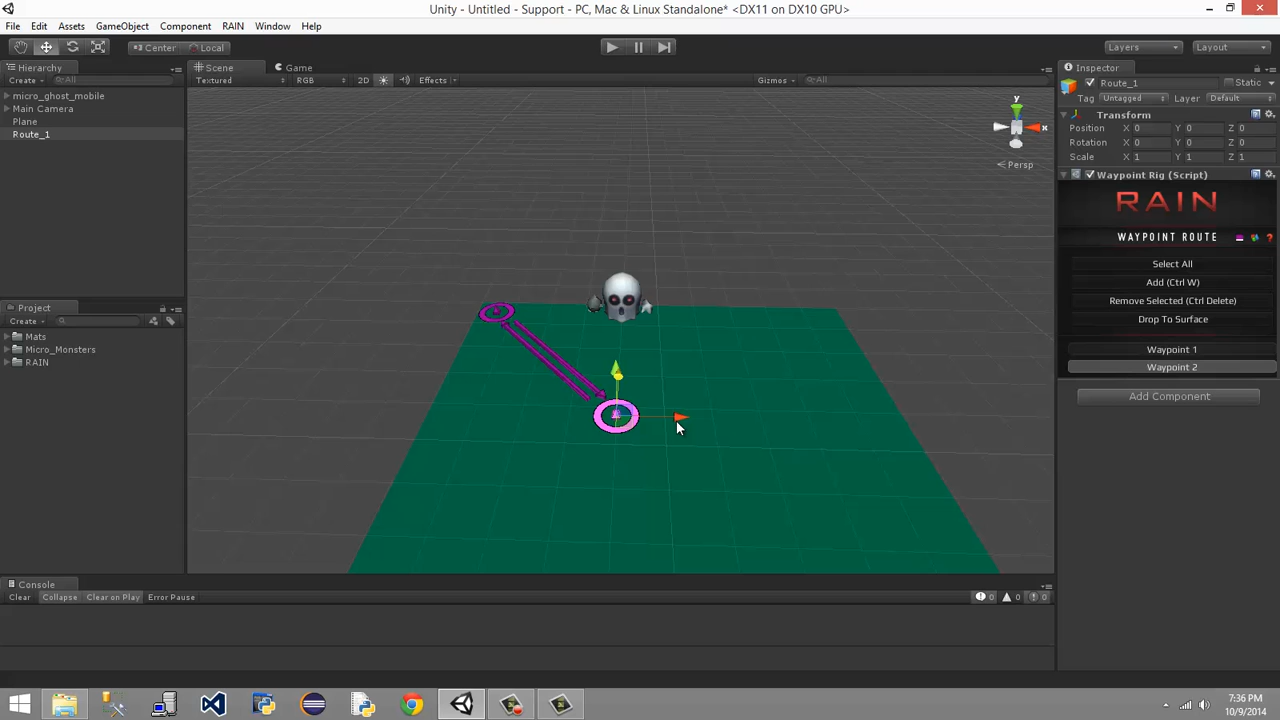 Unity - Untitled - Support - PC, Mac & Linux Standalone* <DX11 on DX10 GPU>
File Edit Assets GameObject Component RAIN Window Help
Center Local Layers Layout
Hierarchy
Create All
micro_ghost_mobile
Main Camera
Plane
Route_1
Scene Game
Textured RGB 2D Effects Gizmos All
y
x
Persp
Inspector
Route_1 Static
Tag Untagged Layer Default
Transform
Position X 0 Y 0 Z 0
Rotation X 0 Y 0 Z 0
Scale X 1 Y 1 Z 1
Waypoint Rig (Script)
RAIN
WAYPOINT ROUTE
Select All
Add (Ctrl W)
Remove Selected (Ctrl Delete)
Drop To Surface
Waypoint 1
Waypoint 2
Add Component
Project
Create
Mats
Micro_Monsters
RAIN
Console
Clear Collapse Clear on Play Error Pause 0 0 0
7:36 PM
10/9/2014